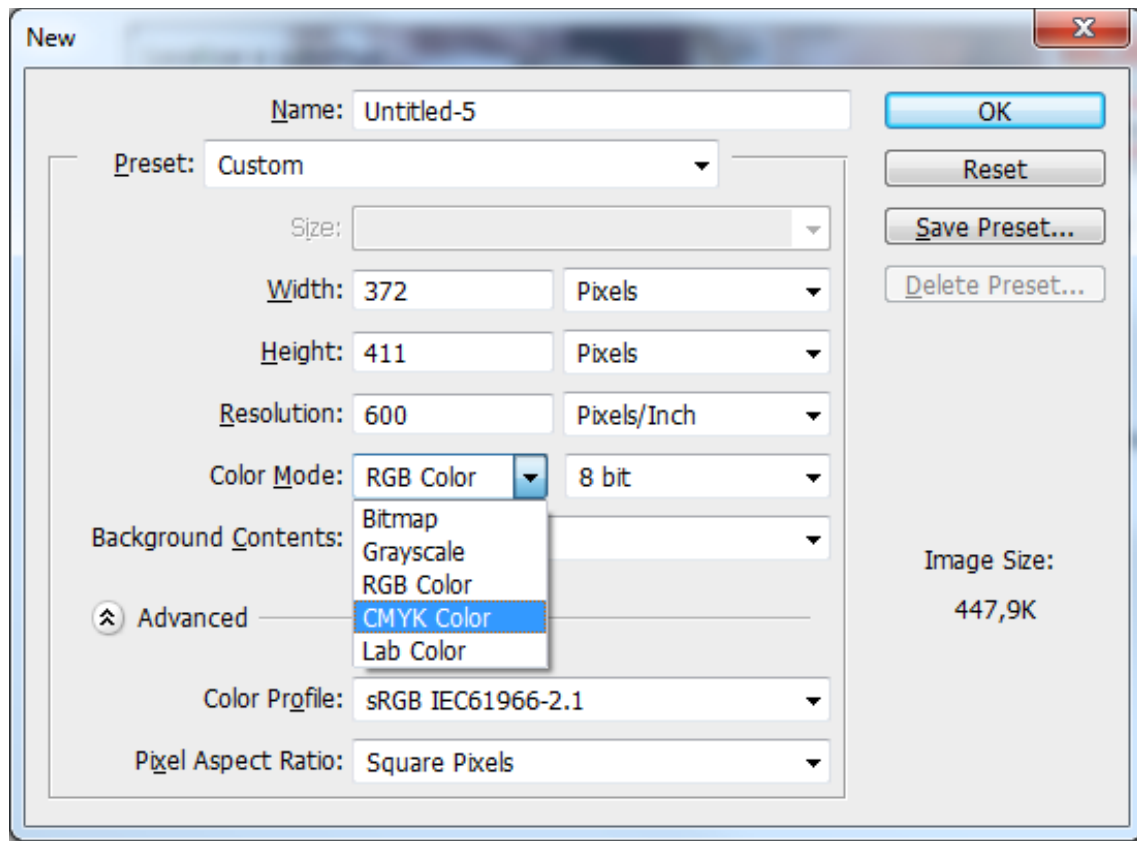 New
Name: Untitled-5
OK
Preset: Custom
Reset
Size:
Save Preset...
Width: 372 Pixels
Delete Preset...
Height: 411 Pixels
Resolution: 600 Pixels/Inch
Color Mode: RGB Color 8 bit
Bitmap
Background Contents:
Grayscale
Image Size:
RGB Color
447,9K
Advanced
CMYK Color
Lab Color
Color Profile: sRGB IEC61966-2.1
Pixel Aspect Ratio: Square Pixels